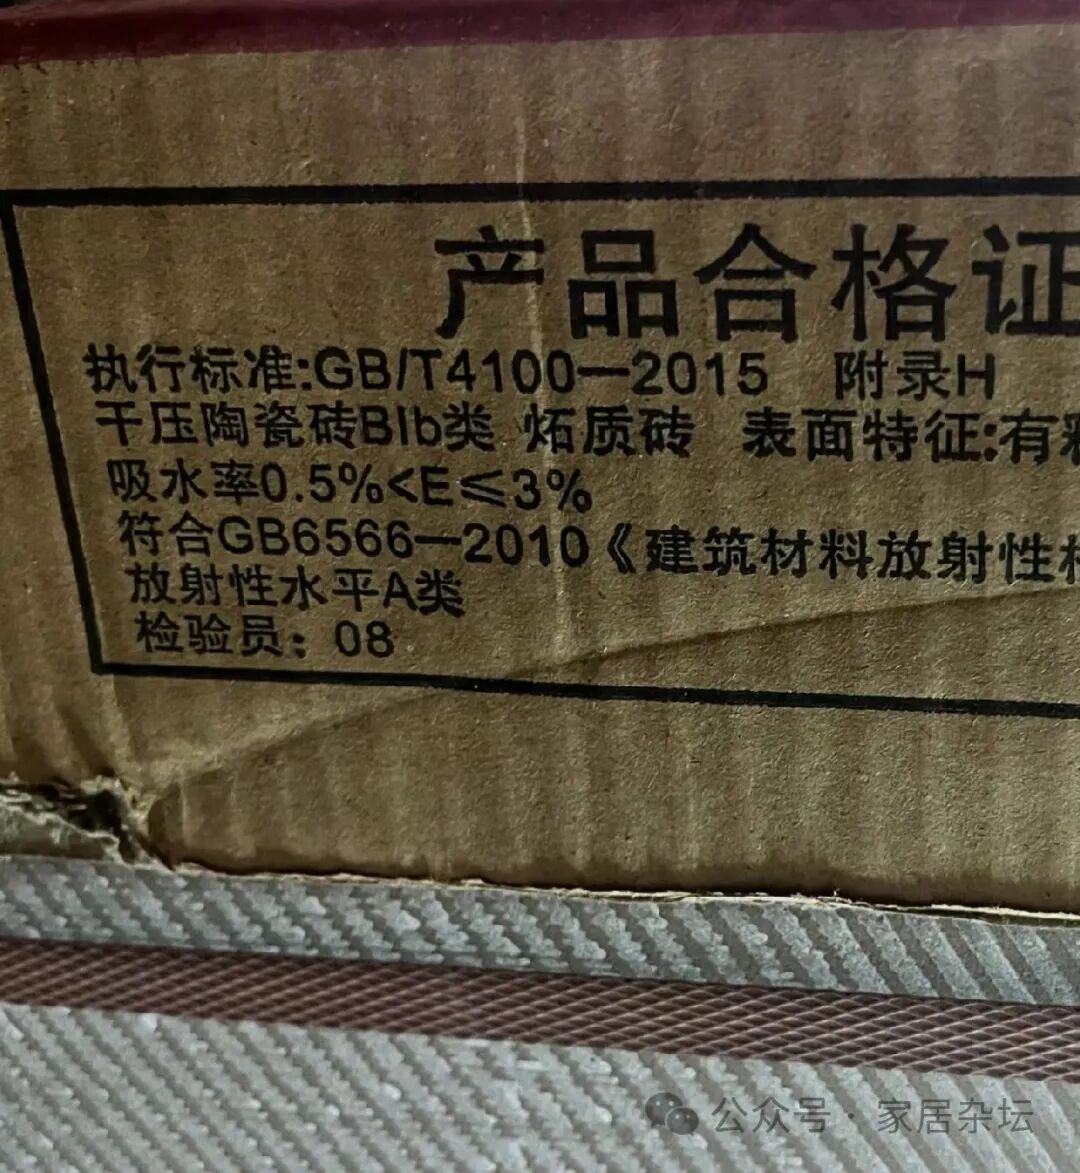 产品合格证
执行标准:GB/T4100—2015 附录H
干压陶瓷砖BIb类 炻质砖 表面特征:有
吸水率0.5%<E≤3%
符合GB6566—2010《建筑材料放射性
放射性水平A类
检验员：08
公众号·家居杂坛